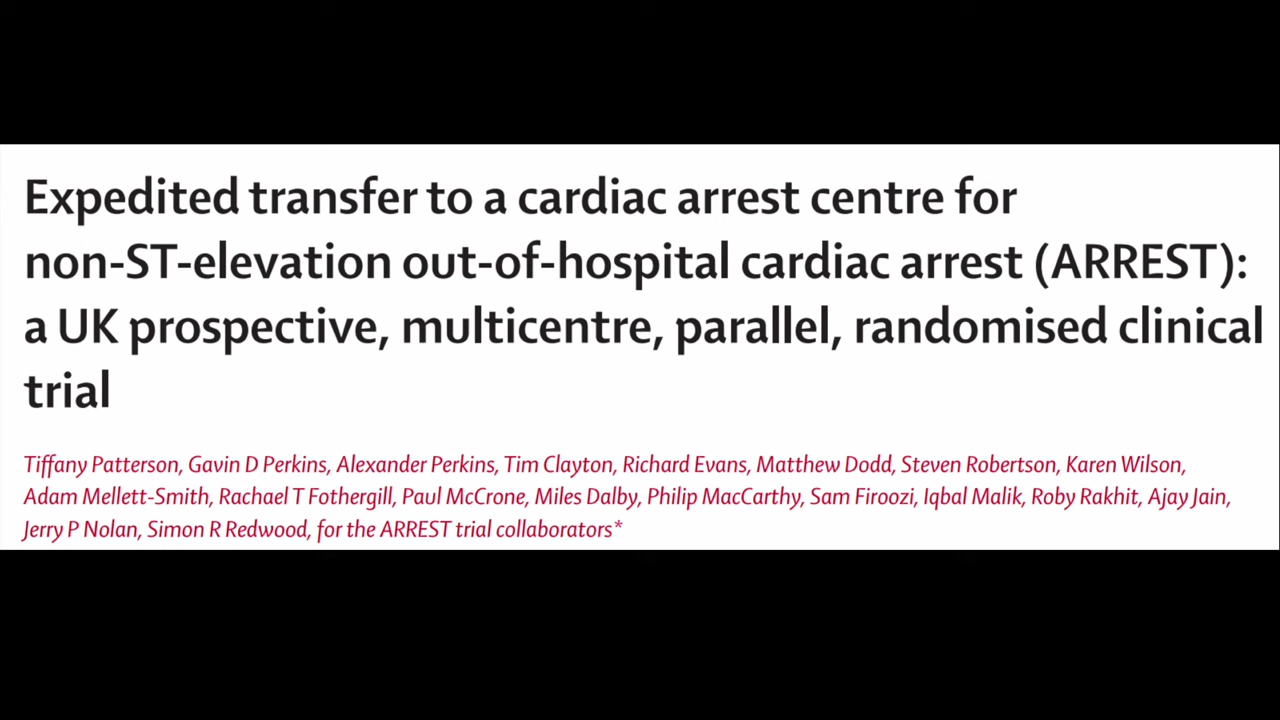 Expedited transfer to a cardiac arrest centre for
non-ST-elevation out-of-hospital cardiac arrest (ARREST):
a UK prospective, multicentre, parallel, randomised clinical
trial
Tiffany Patterson, Gavin D Perkins, Alexander Perkins, Tim Clayton, Richard Evans, Matthew Dodd, Steven Robertson, Karen Wilson,
Adam Mellett-Smith, Rachael T Fothergill, Paul McCrone, Miles Dalby, Philip MacCarthy, Sam Firoozi, Iqbal Malik, Roby Rakhit, Ajay Jain,
Jerry P Nolan, Simon R Redwood, for the ARREST trial collaborators*